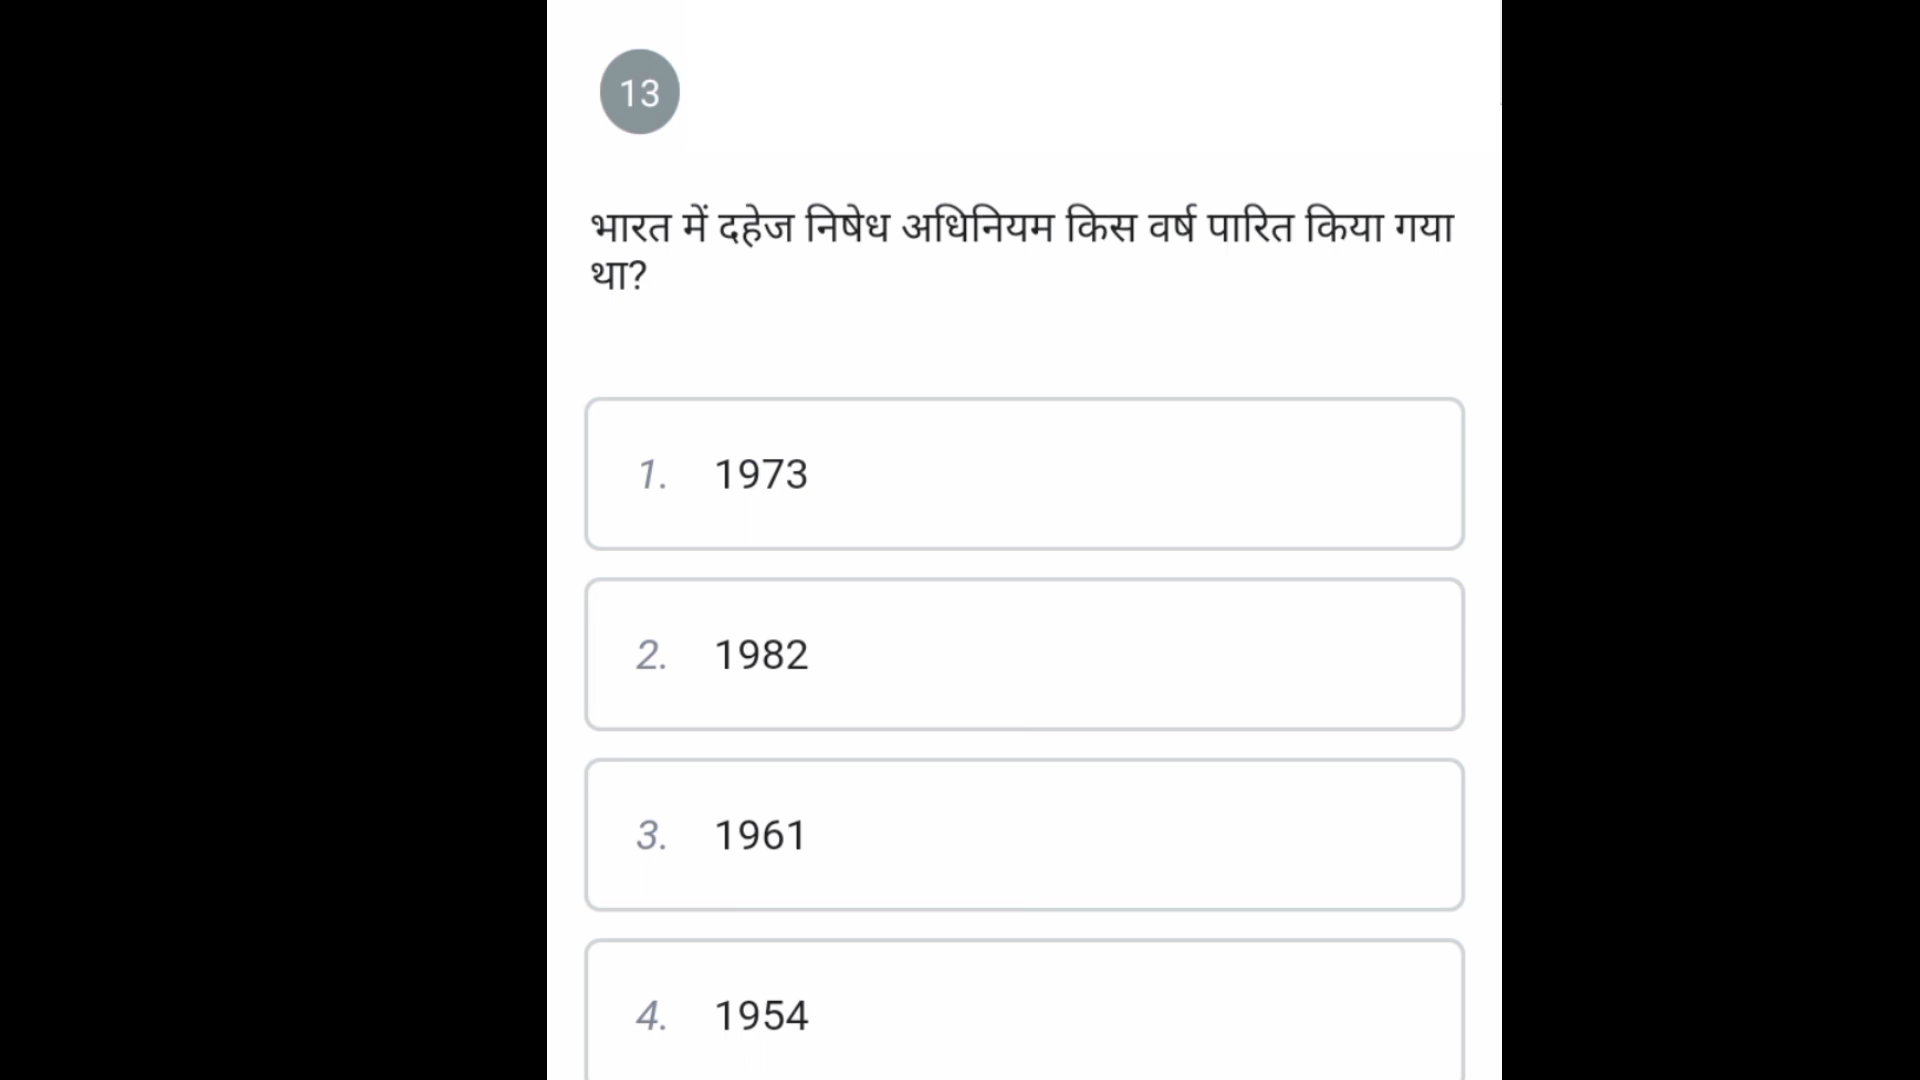 13
भारत में दहेज निषेध अधिनियम किस वर्ष पारित किया गया
था?
1. 1973
2. 1982
3. 1961
4. 1954